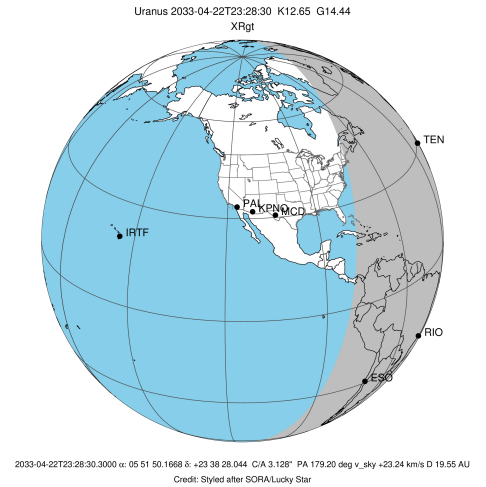 Uranus 2033-04-22T23:28:30 K12.65 G14.44
XRgt
TEN
PAL
KPNO
MCD
IRTF
RIO
ESO
2033-04-22T23:28:30.3000 α: 05 51 50.1668 δ: +23 38 28.044 C/A 3.128" PA 179.20 deg v_sky +23.24 km/s D 19.55 AU
Credit: Styled after SORA/Lucky Star